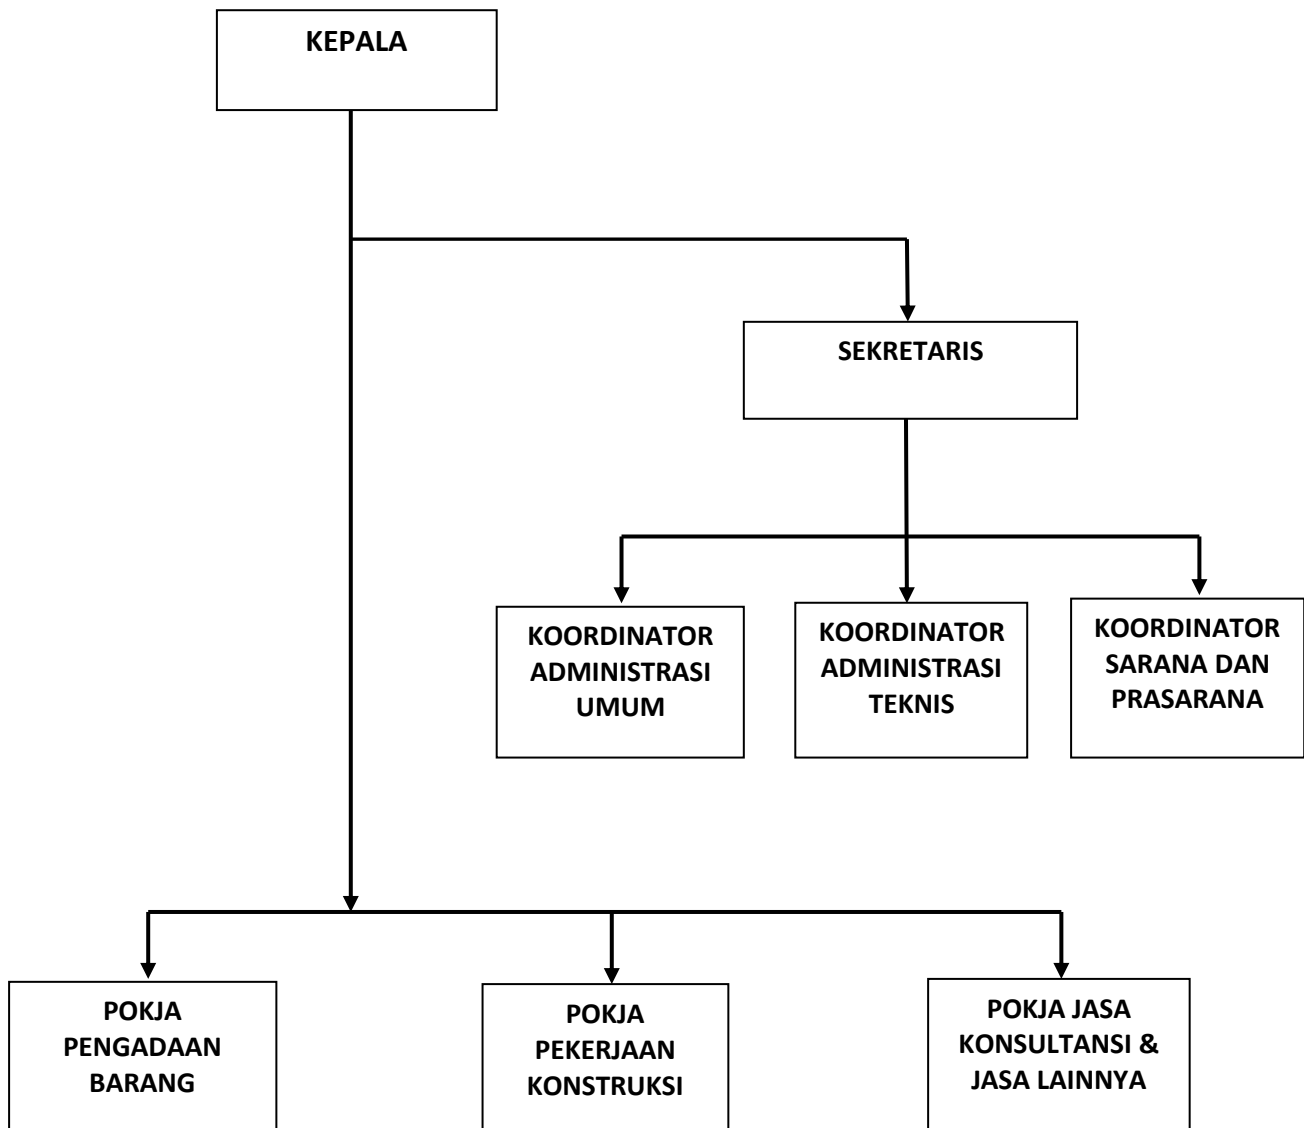 KEPALA
SEKRETARIS
KOORDINATOR
ADMINISTRASI
UMUM
KOORDINATOR
ADMINISTRASI
TEKNIS
KOORDINATOR
SARANA DAN
PRASARANA
POKJA
PENGADAAN
BARANG
POKJA
PEKERJAAN
KONSTRUKSI
POKJA JASA
KONSULTANSI &
JASA LAINNYA